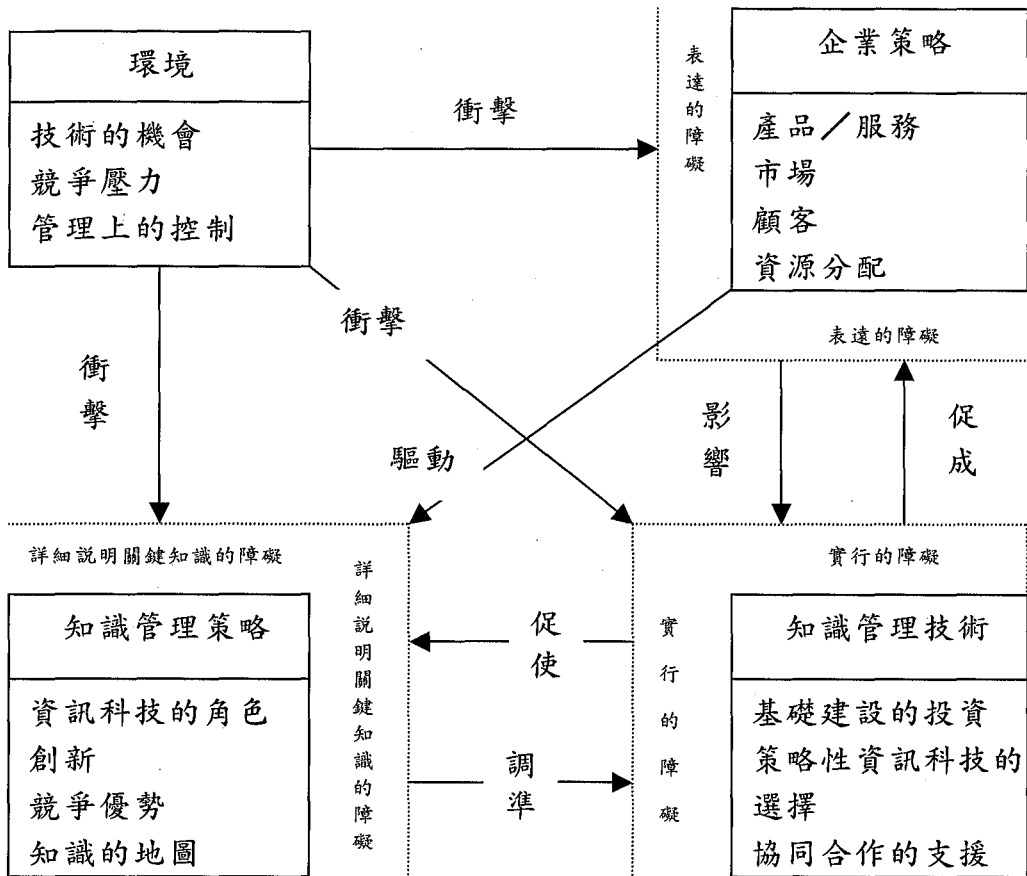 環境
技術的機會
競爭壓力
管理上的控制
衝擊
表達的障礙
企業策略
產品／服務
市場
顧客
資源分配
表達的障礙
衝擊
衝擊
驅動
影響
促成
詳細說明關鍵知識的障礙
詳細說明關鍵知識的障礙
知識管理策略
資訊科技的角色
創新
競爭優勢
知識的地圖
促使
調準
實行的障礙
實行的障礙
知識管理技術
基礎建設的投資
策略性資訊科技的
選擇
協同合作的支援